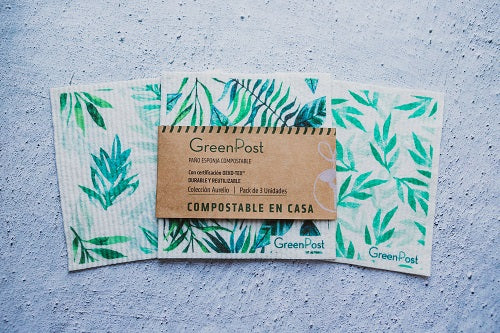 GreenPost
PAÑO ESPONJA COMPOSTABLE
Con certificación OEKO-TEX®
DURABLE Y REUTILIZABLE
Colección Aurelio | Pack de 3 Unidades
COMPOSTABLE EN CASA
GreenPost
GreenPost